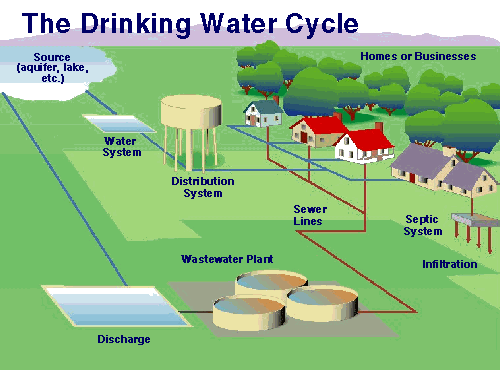 The Drinking Water Cycle
Source
(aquifer, lake,
etc.)
Homes or Businesses
Water
System
Distribution
System
Sewer
Lines
Septic
System
Wastewater Plant
Infiltration
Discharge